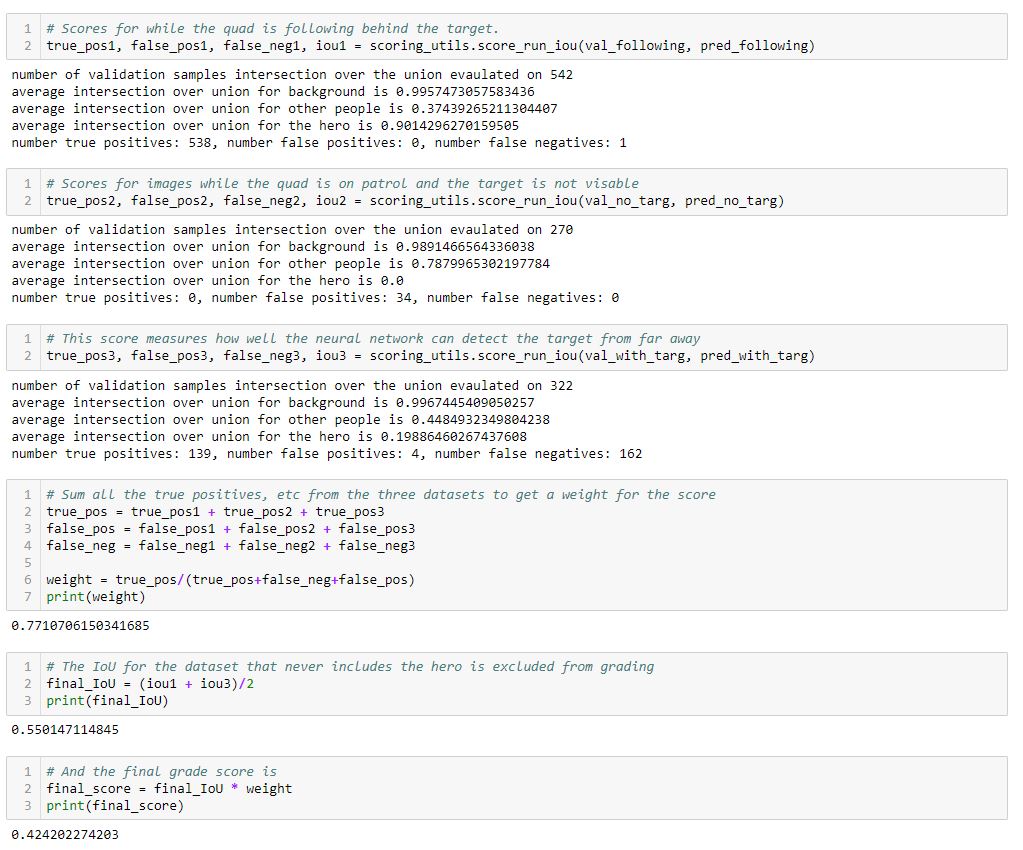 1 # Scores for while the quad is following behind the target.
2 true_pos1, false_pos1, false_neg1, iou1 = scoring_utils.score_run_iou(val_following, pred_following)
number of validation samples intersection over the union evaulated on 542
average intersection over union for background is 0.9957473057583436
average intersection over union for other people is 0.37439265211304407
average intersection over union for the hero is 0.9014296270159505
number true positives: 538, number false positives: 0, number false negatives: 1
1 # Scores for images while the quad is on patrol and the target is not visable
2 true_pos2, false_pos2, false_neg2, iou2 = scoring_utils.score_run_iou(val_no_targ, pred_no_targ)
number of validation samples intersection over the union evaulated on 270
average intersection over union for background is 0.9891466564336038
average intersection over union for other people is 0.7879965302197784
average intersection over union for the hero is 0.0
number true positives: 0, number false positives: 34, number false negatives: 0
1 # This score measures how well the neural network can detect the target from far away
2 true_pos3, false_pos3, false_neg3, iou3 = scoring_utils.score_run_iou(val_with_targ, pred_with_targ)
number of validation samples intersection over the union evaulated on 322
average intersection over union for background is 0.9967445409050257
average intersection over union for other people is 0.4484932349804238
average intersection over union for the hero is 0.19886460267437608
number true positives: 139, number false positives: 4, number false negatives: 162
1 # Sum all the true positives, etc from the three datasets to get a weight for the score
2 true_pos = true_pos1 + true_pos2 + true_pos3
3 false_pos = false_pos1 + false_pos2 + false_pos3
4 false_neg = false_neg1 + false_neg2 + false_neg3
5
6 weight = true_pos/(true_pos+false_neg+false_pos)
7 print(weight)
0.7710706150341685
1 # The IoU for the dataset that never includes the hero is excluded from grading
2 final_IoU = (iou1 + iou3)/2
3 print(final_IoU)
0.550147114845
1 # And the final grade score is
2 final_score = final_IoU * weight
3 print(final_score)
0.424202274203